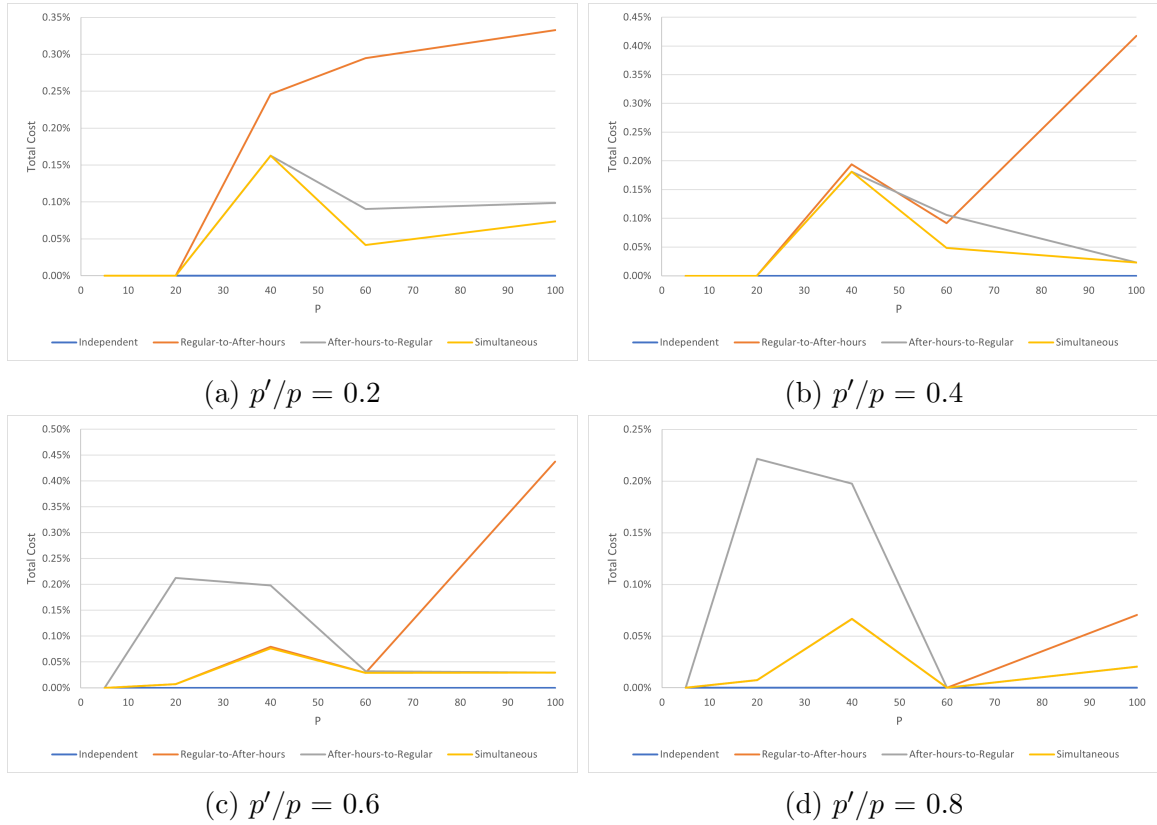 0.35%
0.30%
0.25%
0.20%
0.15%
0.10%
0.05%
0.00%
Total Cost
0 10 20 30 40 50 60 70 80 90 100
P
Independent Regular-to-After-hours After-hours-to-Regular Simultaneous
(a) p′/p = 0.2
0.45%
0.40%
0.35%
0.30%
0.25%
0.20%
0.15%
0.10%
0.05%
0.00%
Total Cost
0 10 20 30 40 50 60 70 80 90 100
P
Independent Regular-to-After-hours After-hours-to-Regular Simultaneous
(b) p′/p = 0.4
0.50%
0.45%
0.40%
0.35%
0.30%
0.25%
0.20%
0.15%
0.10%
0.05%
0.00%
Total Cost
0 10 20 30 40 50 60 70 80 90 100
P
Independent Regular-to-After-hours After-hours-to-Regular Simultaneous
(c) p′/p = 0.6
0.25%
0.20%
0.15%
0.10%
0.05%
0.00%
Total Cost
0 10 20 30 40 50 60 70 80 90 100
P
Independent Regular-to-After-hours After-hours-to-Regular Simultaneous
(d) p′/p = 0.8